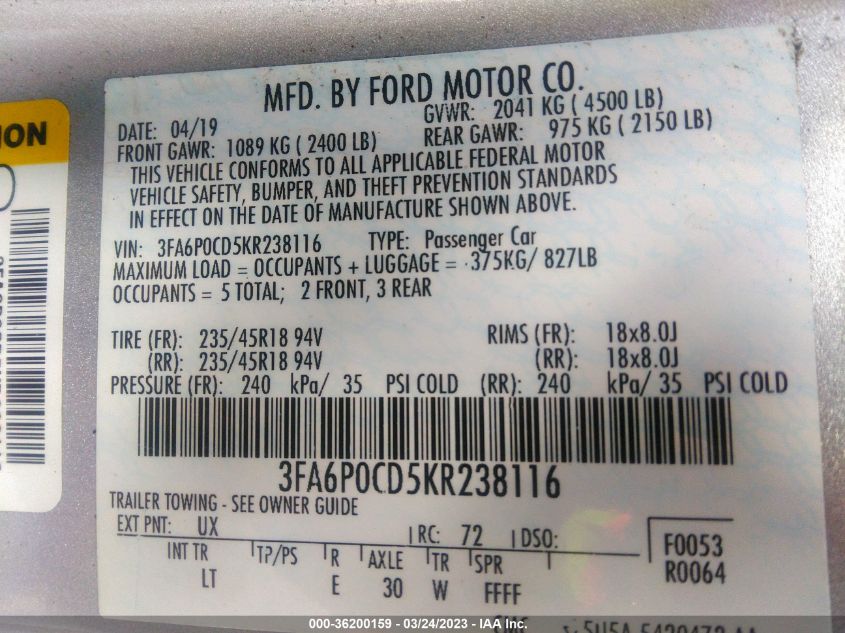 MFD. BY FORD MOTOR CO.
DATE: 04/19 GVWR: 2041 KG ( 4500 LB)
FRONT GAWR: 1089 KG ( 2400 LB) REAR GAWR: 975 KG ( 2150 LB)
THIS VEHICLE CONFORMS TO ALL APPLICABLE FEDERAL MOTOR
VEHICLE SAFETY, BUMPER, AND THEFT PREVENTION STANDARDS
IN EFFECT ON THE DATE OF MANUFACTURE SHOWN ABOVE.
VIN: 3FA6P0CD5KR238116 TYPE: Passenger Car
MAXIMUM LOAD = OCCUPANTS + LUGGAGE = 375KG/ 827LB
OCCUPANTS = 5 TOTAL; 2 FRONT, 3 REAR
TIRE (FR): 235/45R18 94V RIMS (FR): 18x8.0J
(RR): 235/45R18 94V (RR): 18x8.0J
PRESSURE (FR): 240 kPa/ 35 PSI COLD (RR): 240 kPa/ 35 PSI COLD
3FA6P0CD5KR238116
TRAILER TOWING - SEE OWNER GUIDE
EXT PNT: UX RC: 72 DSO:
INT TR TP/PS R AXLE TR SPR
LT E 30 W FFFF
F0053
R0064
ION
000-36200159 - 03/24/2023 - IAA Inc.